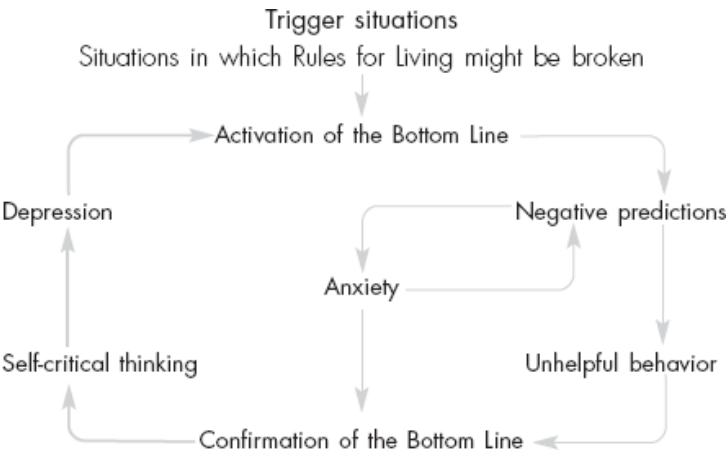 Trigger situations
Situations in which Rules for Living might be broken
Activation of the Bottom Line
Depression
Negative predictions
Anxiety
Self-critical thinking
Unhelpful behavior
Confirmation of the Bottom Line